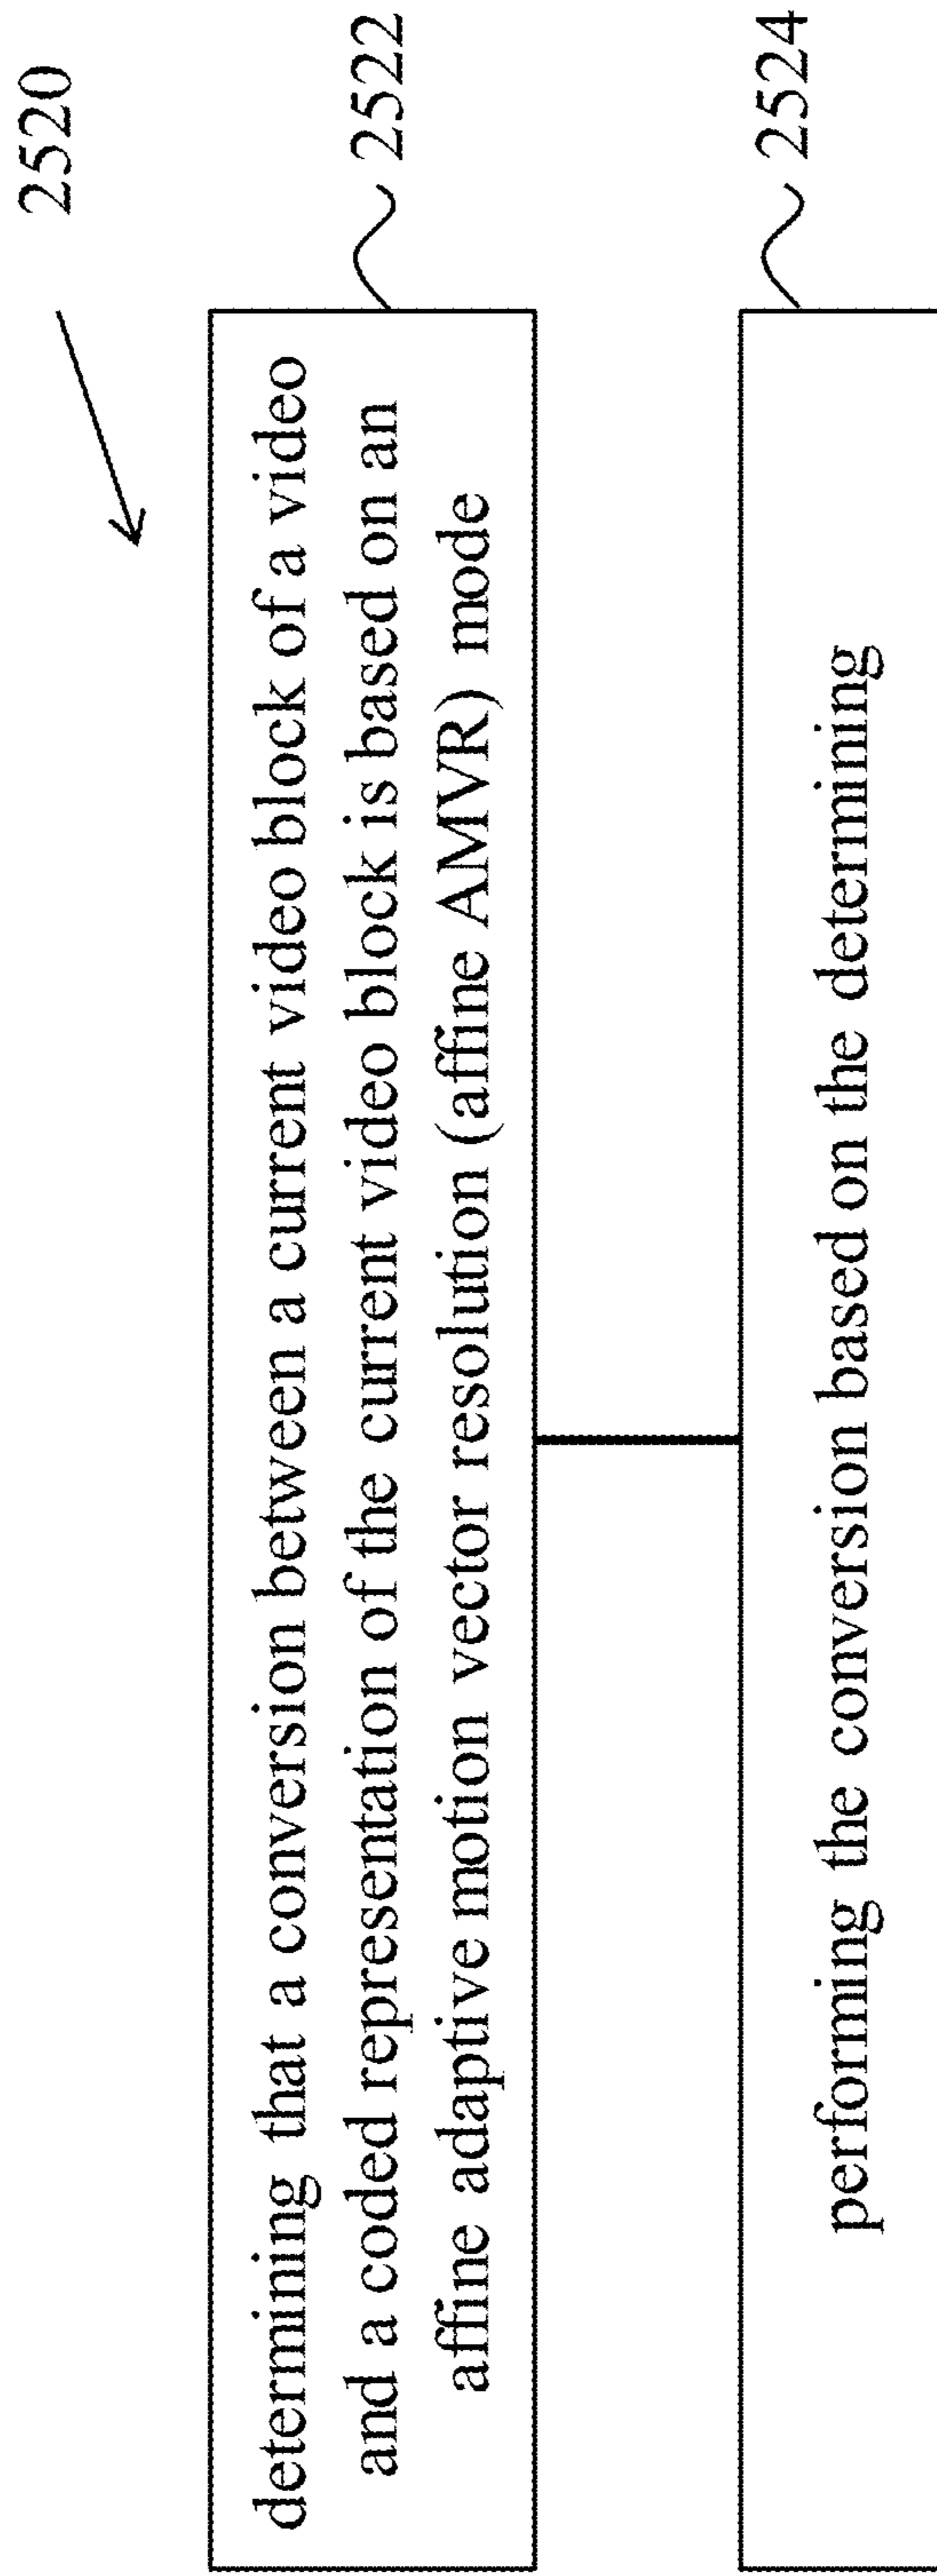 2520
determining that a conversion between a current video block of a video
and a coded representation of the current video block is based on an
affine adaptive motion vector resolution (affine AMVR) mode
2522
performing the conversion based on the determining
2524